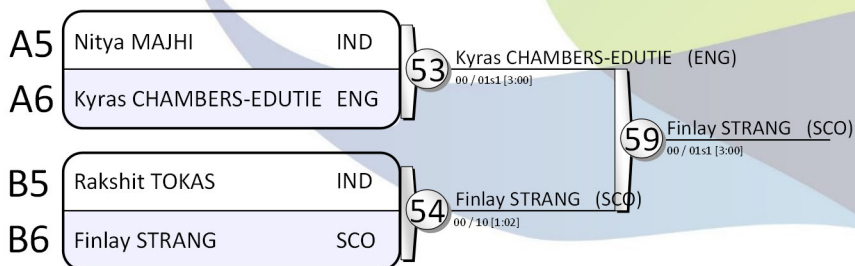 A5 Nitya MAJHI IND
A6 Kyras CHAMBERS-EDUTIE ENG
53 Kyras CHAMBERS-EDUTIE (ENG)
00 / 01s1 [3:00]
59 Finlay STRANG (SCO)
00 / 01s1 [3:00]
B5 Rakshit TOKAS IND
B6 Finlay STRANG SCO
54 Finlay STRANG (SCO)
00 / 10 [1:02]